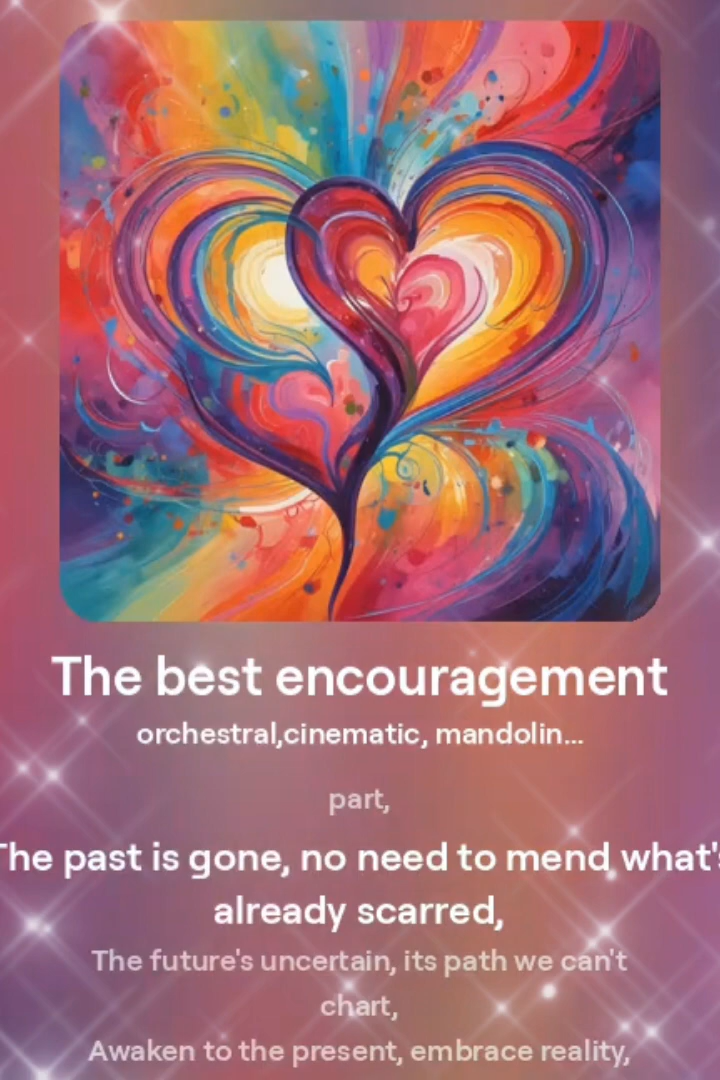 The best encouragement
orchestral,cinematic, mandolin...
part,
The past is gone, no need to mend what's
already scarred,
The future's uncertain, its path we can't
chart,
Awaken to the present, embrace reality,